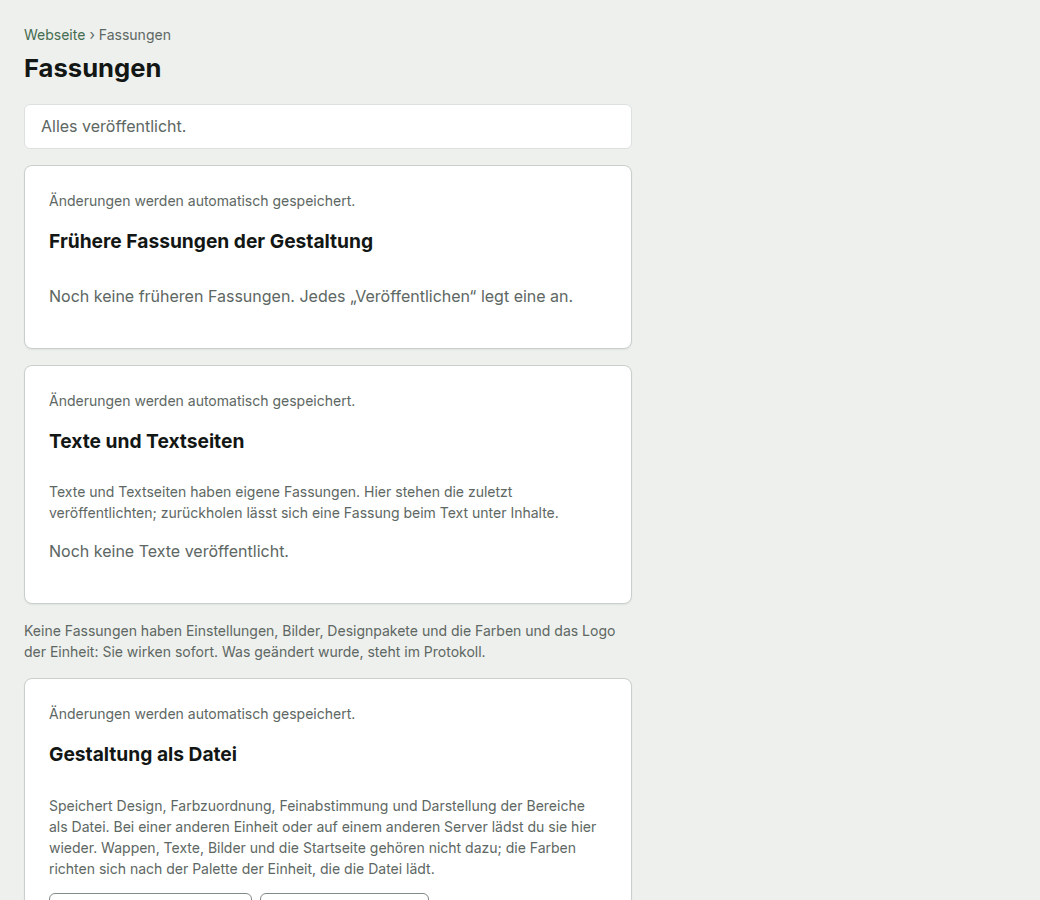 Webseite › Fassungen
Fassungen
Alles veröffentlicht.
Änderungen werden automatisch gespeichert.
Frühere Fassungen der Gestaltung
Noch keine früheren Fassungen. Jedes „Veröffentlichen“ legt eine an.
Änderungen werden automatisch gespeichert.
Texte und Textseiten
Texte und Textseiten haben eigene Fassungen. Hier stehen die zuletzt
veröffentlichten; zurückholen lässt sich eine Fassung beim Text unter Inhalte.
Noch keine Texte veröffentlicht.
Keine Fassungen haben Einstellungen, Bilder, Designpakete und die Farben und das Logo
der Einheit: Sie wirken sofort. Was geändert wurde, steht im Protokoll.
Änderungen werden automatisch gespeichert.
Gestaltung als Datei
Speichert Design, Farbzuordnung, Feinabstimmung und Darstellung der Bereiche
als Datei. Bei einer anderen Einheit oder auf einem anderen Server lädst du sie hier
wieder. Wappen, Texte, Bilder und die Startseite gehören nicht dazu; die Farben
richten sich nach der Palette der Einheit, die die Datei lädt.